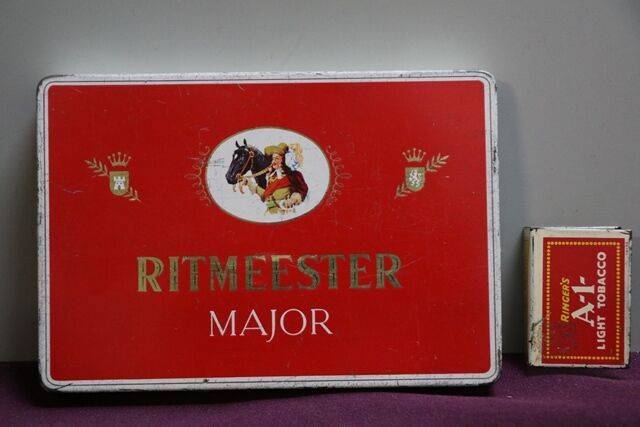 RITMEESTER
MAJOR
RINGER'S
A-1-
LIGHT TOBACCO